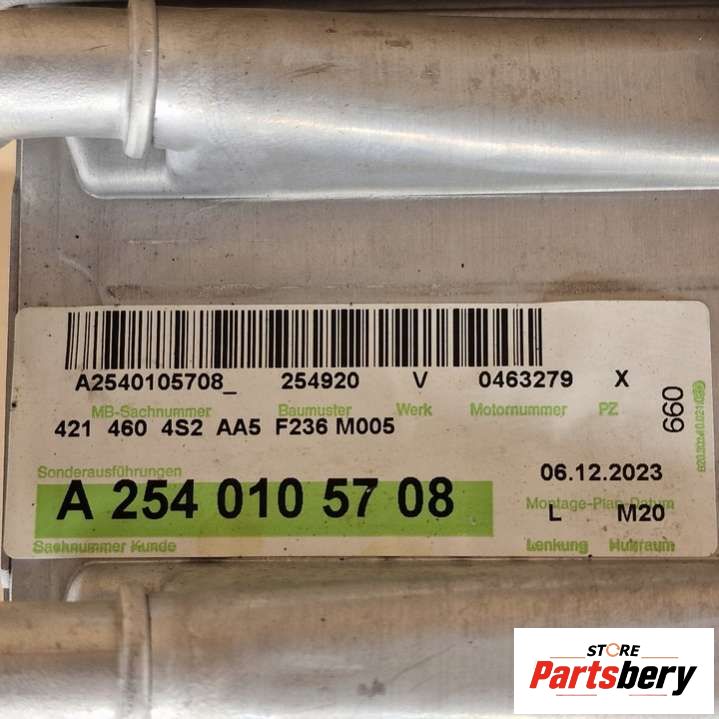 A2540105708_ 254920 V 0463279 X
MB-Sachnummer Baumuster Werk Motornummer PZ
421 460 4S2 AA5 F236 M005
660
Sonderausführungen
06.12.2023
A 254 010 57 08
Montage-Plan-Datum
L M20
Sachnummer Kunde
Lenkung Hubraum
STORE
Partsbery